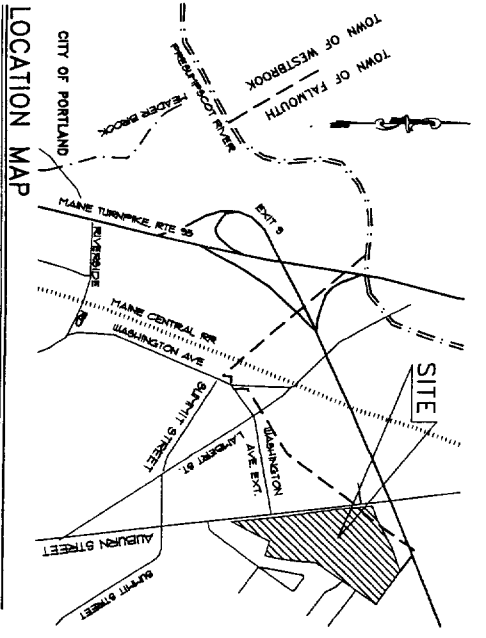 TOWN OF WESTBROOK
TOWN OF FALMOUTH
PRESUMPSCOT RIVER
HEADER BROOK
CITY OF PORTLAND
LOCATION MAP
MAINE TURNPIKE, RTE 95
EXIT 9
RIVERSIDE
RD
MAINE CENTRAL RR
WASHINGTON AVE
SUMMIT STREET
LAMBERT ST.
WASHINGTON
AVE. EXT.
SITE
AUBURN STREET
SUMMIT STREET